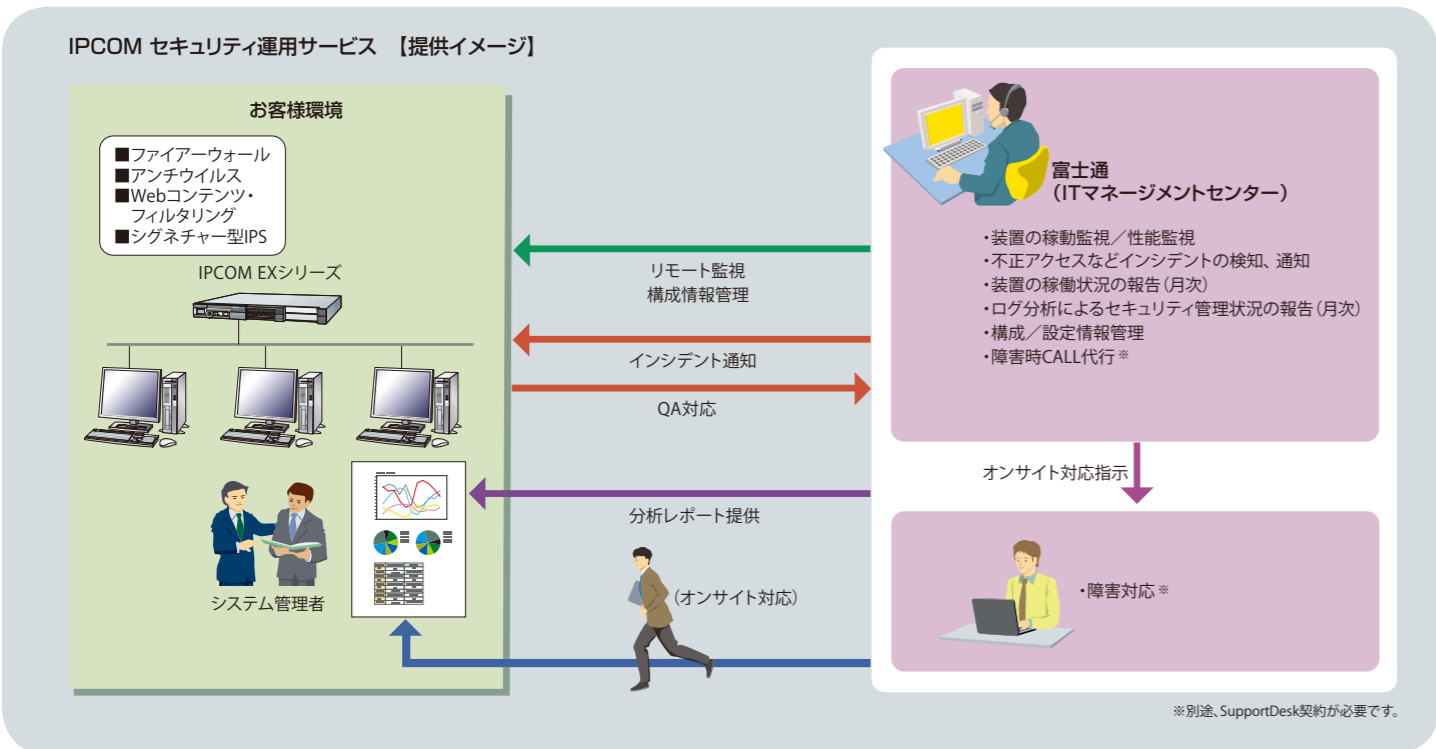 IPCOM セキュリティ運用サービス 【提供イメージ】
お客様環境
■ファイアーウォール
■アンチウイルス
■Webコンテンツ・
フィルタリング
■シグネチャー型IPS
IPCOM EXシリーズ
システム管理者
リモート監視
構成情報管理
インシデント通知
QA対応
分析レポート提供
(オンサイト対応)
富士通
(ITマネージメントセンター)
・装置の稼動監視／性能監視
・不正アクセスなどインシデントの検知、通知
・装置の稼働状況の報告(月次)
・ログ分析によるセキュリティ管理状況の報告(月次)
・構成／設定情報管理
・障害時CALL代行※
オンサイト対応指示
・障害対応※
※別途、SupportDesk契約が必要です。